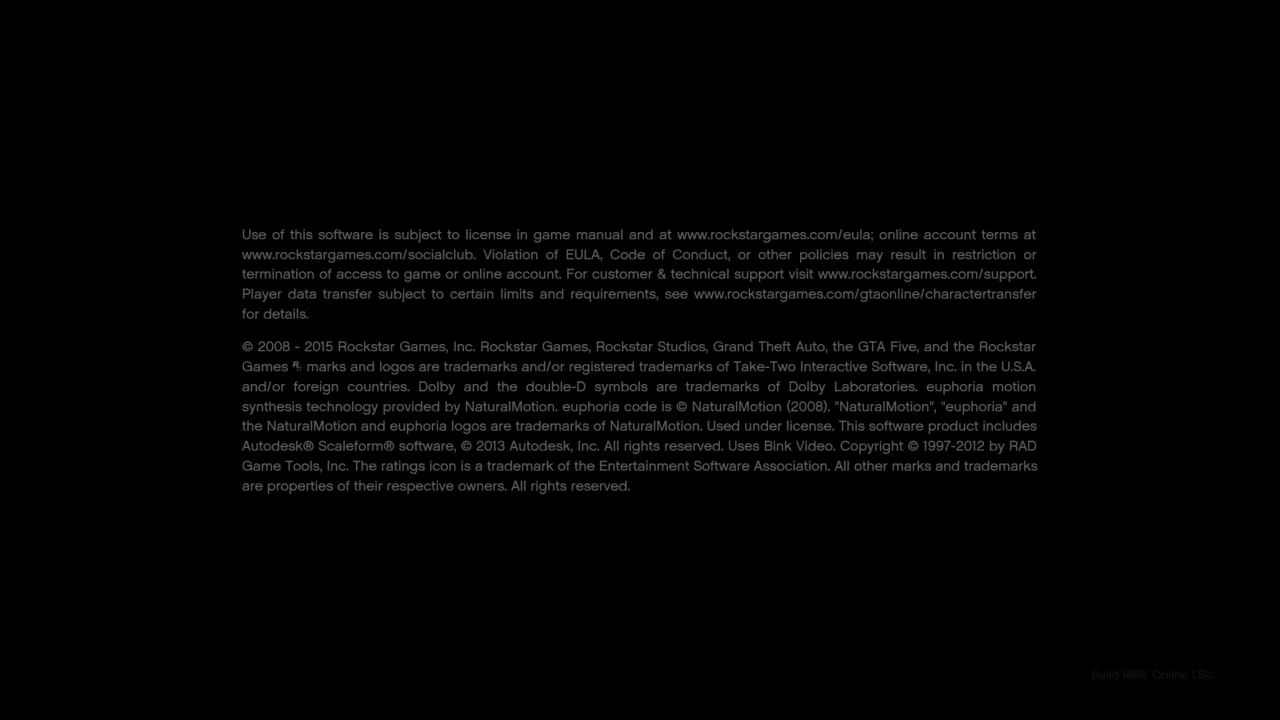 Use of this software is subject to license in game manual and at www.rockstargames.com/eula; online account terms at
www.rockstargames.com/socialclub. Violation of EULA, Code of Conduct, or other policies may result in restriction or
termination of access to game or online account. For customer & technical support visit www.rockstargames.com/support.
Player data transfer subject to certain limits and requirements, see www.rockstargames.com/gtaonline/charactertransfer
for details.
© 2008 - 2015 Rockstar Games, Inc. Rockstar Games, Rockstar Studios, Grand Theft Auto, the GTA Five, and the Rockstar
Games R* marks and logos are trademarks and/or registered trademarks of Take-Two Interactive Software, Inc. in the U.S.A.
and/or foreign countries. Dolby and the double-D symbols are trademarks of Dolby Laboratories. euphoria motion
synthesis technology provided by NaturalMotion. euphoria code is © NaturalMotion (2008). "NaturalMotion", "euphoria" and
the NaturalMotion and euphoria logos are trademarks of NaturalMotion. Used under license. This software product includes
Autodesk® Scaleform® software, © 2013 Autodesk, Inc. All rights reserved. Uses Bink Video. Copyright © 1997-2012 by RAD
Game Tools, Inc. The ratings icon is a trademark of the Entertainment Software Association. All other marks and trademarks
are properties of their respective owners. All rights reserved.
Build Online 1.50.